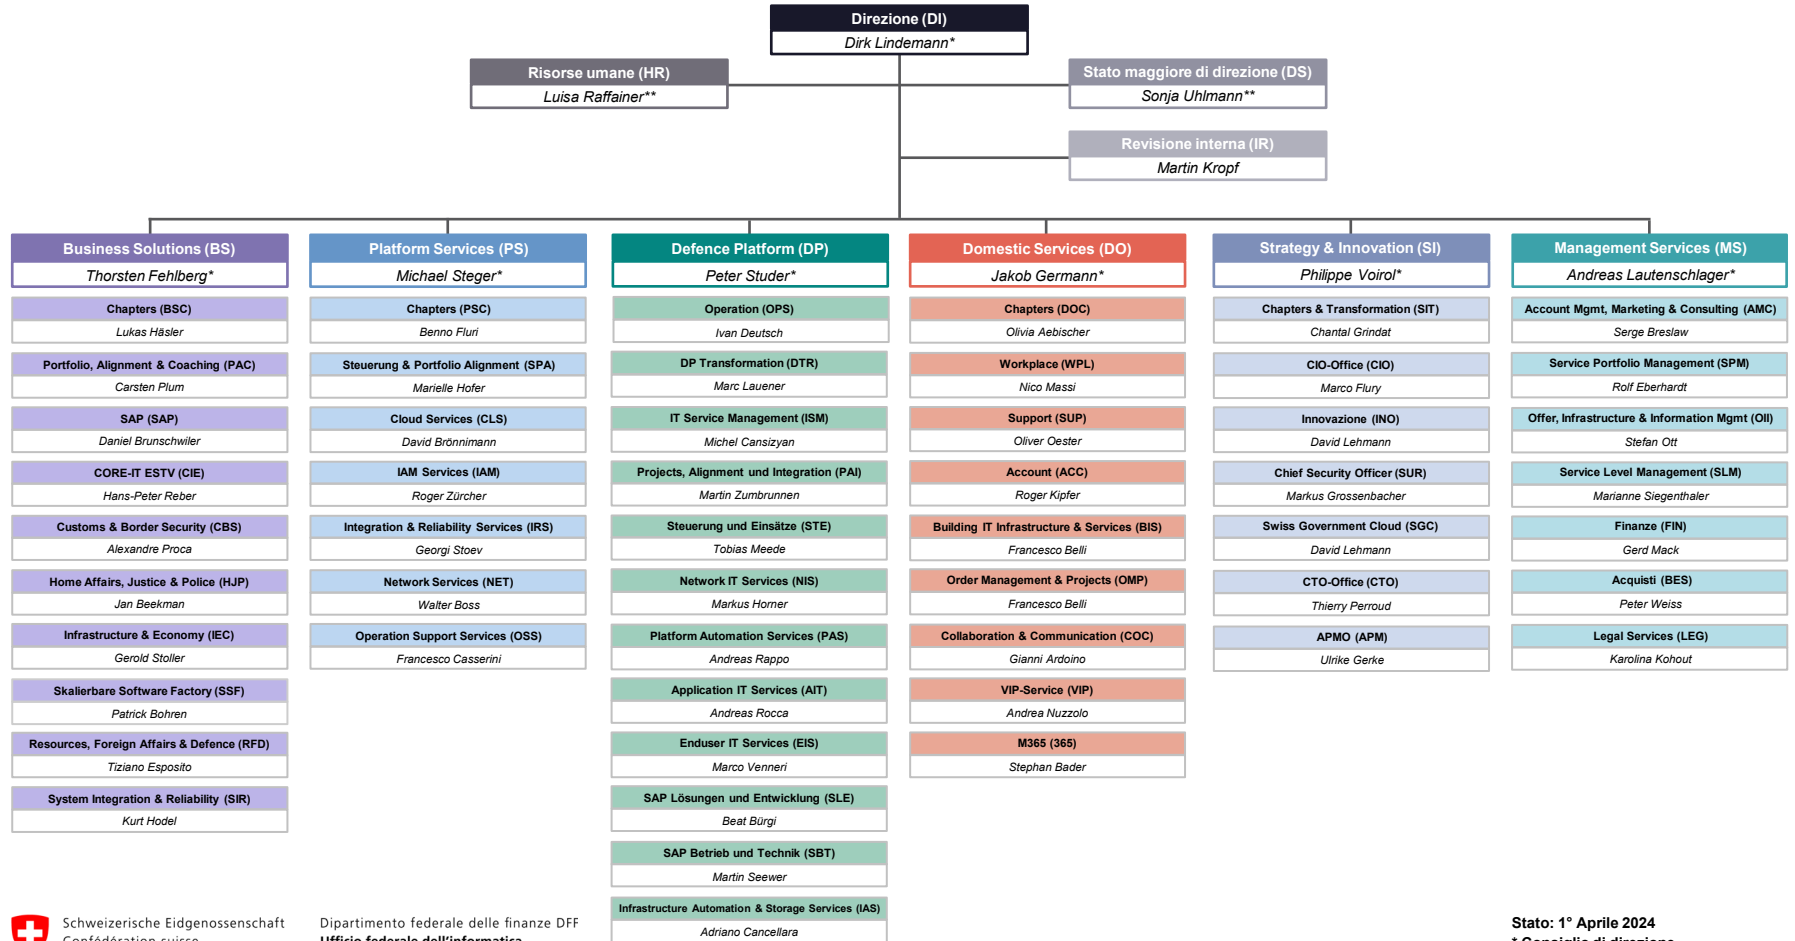 Direzione (DI)
Dirk Lindemann*
Risorse umane (HR)
Luisa Raffainer**
Stato maggiore di direzione (DS)
Sonja Uhlmann**
Revisione interna (IR)
Martin Kropf
Business Solutions (BS)
Thorsten Fehlberg*
Chapters (BSC)
Lukas Häsler
Portfolio, Alignment & Coaching (PAC)
Carsten Plum
SAP (SAP)
Daniel Brunschwiler
CORE-IT ESTV (CIE)
Hans-Peter Reber
Customs & Border Security (CBS)
Alexandre Proca
Home Affairs, Justice & Police (HJP)
Jan Beekman
Infrastructure & Economy (IEC)
Gerold Stoller
Skalierbare Software Factory (SSF)
Patrick Bohren
Resources, Foreign Affairs & Defence (RFD)
Tiziano Esposito
System Integration & Reliability (SIR)
Kurt Hodel
Platform Services (PS)
Michael Steger*
Chapters (PSC)
Benno Fluri
Steuerung & Portfolio Alignment (SPA)
Marielle Hofer
Cloud Services (CLS)
David Brönnimann
IAM Services (IAM)
Roger Zürcher
Integration & Reliability Services (IRS)
Georgi Stoev
Network Services (NET)
Walter Boss
Operation Support Services (OSS)
Francesco Casserini
Defence Platform (DP)
Peter Studer*
Operation (OPS)
Ivan Deutsch
DP Transformation (DTR)
Marc Lauener
IT Service Management (ISM)
Michel Cansizyan
Projects, Alignment und Integration (PAI)
Martin Zumbrunnen
Steuerung und Einsätze (STE)
Tobias Meede
Network IT Services (NIS)
Markus Horner
Platform Automation Services (PAS)
Andreas Rappo
Application IT Services (AIT)
Andreas Rocca
Enduser IT Services (EIS)
Marco Venneri
SAP Lösungen und Entwicklung (SLE)
Beat Bürgi
SAP Betrieb und Technik (SBT)
Martin Seewer
Infrastructure Automation & Storage Services (IAS)
Adriano Cancellara
Domestic Services (DO)
Jakob Germann*
Chapters (DOC)
Olivia Aebischer
Workplace (WPL)
Nico Massi
Support (SUP)
Oliver Oester
Account (ACC)
Roger Kipfer
Building IT Infrastructure & Services (BIS)
Francesco Belli
Order Management & Projects (OMP)
Francesco Belli
Collaboration & Communication (COC)
Gianni Ardoino
VIP-Service (VIP)
Andrea Nuzzolo
M365 (365)
Stephan Bader
Strategy & Innovation (SI)
Philippe Voirol*
Chapters & Transformation (SIT)
Chantal Grindat
CIO-Office (CIO)
Marco Flury
Innovazione (INO)
David Lehmann
Chief Security Officer (SUR)
Markus Grossenbacher
Swiss Government Cloud (SGC)
David Lehmann
CTO-Office (CTO)
Thierry Perroud
APMO (APM)
Ulrike Gerke
Management Services (MS)
Andreas Lautenschlager*
Account Mgmt, Marketing & Consulting (AMC)
Serge Breslaw
Service Portfolio Management (SPM)
Rolf Eberhardt
Offer, Infrastructure & Information Mgmt (OII)
Stefan Ott
Service Level Management (SLM)
Marianne Siegenthaler
Finanze (FIN)
Gerd Mack
Acquisti (BES)
Peter Weiss
Legal Services (LEG)
Karolina Kohout
Schweizerische Eidgenossenschaft
Confédération suisse
Dipartimento federale delle finanze DFF
Ufficio federale dell'informatica
Stato: 1° Aprile 2024
* Consiglio di direzione